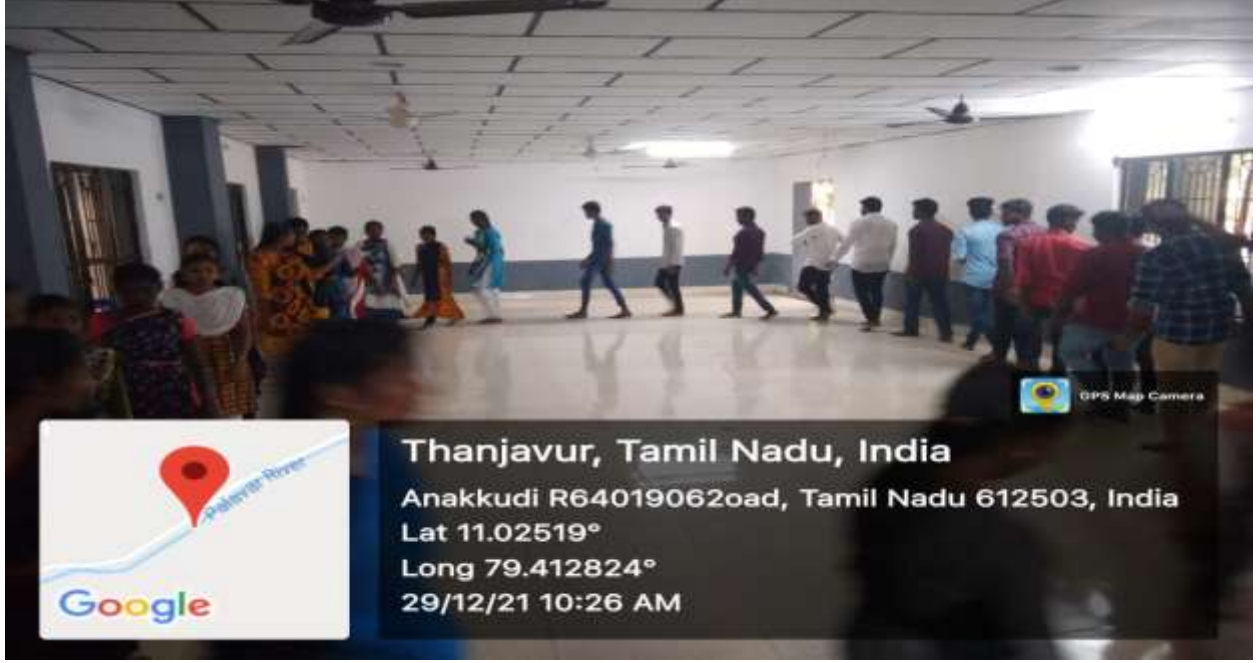 GPS Map Camera
Thanjavur, Tamil Nadu, India
Anakkudi R64019062oad, Tamil Nadu 612503, India
Lat 11.02519°
Long 79.412824°
29/12/21 10:26 AM
Palavar River
Google